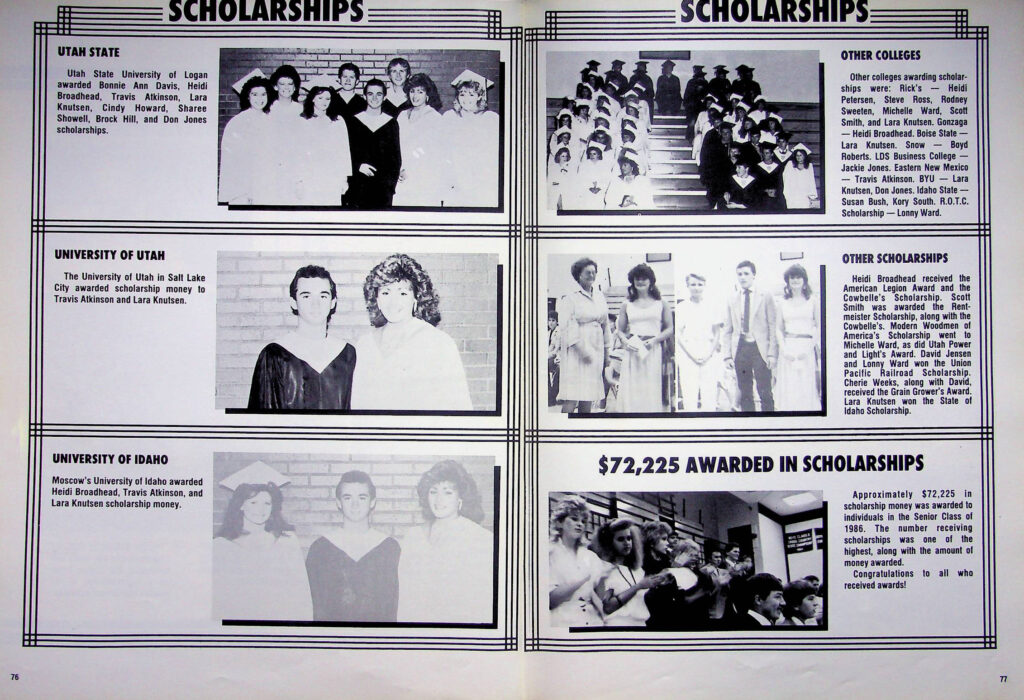 SCHOLARSHIPS
UTAH STATE
Utah State University of Logan
awarded Bonnie Ann Davis, Heidi
Broadhead, Travis Atkinson, Lara
Knutsen, Cindy Howard, Sharee
Showell, Brock Hill, and Don Jones
scholarships.
UNIVERSITY OF UTAH
The University of Utah in Salt Lake
City awarded scholarship money to
Travis Atkinson and Lara Knutsen.
UNIVERSITY OF IDAHO
Moscow's University of Idaho awarded
Heidi Broadhead, Travis Atkinson, and
Lara Knutsen scholarship money.
76
SCHOLARSHIPS
OTHER COLLEGES
Other colleges awarding scholar-
ships were: Rick's — Heidi
Petersen, Steve Ross, Rodney
Sweeten, Michelle Ward, Scott
Smith, and Lara Knutsen. Gonzaga
— Heidi Broadhead. Boise State —
Lara Knutsen. Snow — Boyd
Roberts. LDS Business College —
Jackie Jones. Eastern New Mexico
— Travis Atkinson. BYU — Lara
Knutsen, Don Jones. Idaho State —
Susan Bush, Kory South. R.O.T.C.
Scholarship — Lonny Ward.
OTHER SCHOLARSHIPS
Heidi Broadhead received the
American Legion Award and the
Cowbelle's Scholarship. Scott
Smith was awarded the Rent-
meister Scholarship, along with the
Cowbelle's. Modern Woodmen of
America's Scholarship went to
Michelle Ward, as did Utah Power
and Light's Award. David Jensen
and Lonny Ward won the Union
Pacific Railroad Scholarship.
Cherie Weeks, along with David,
received the Grain Grower's Award.
Lara Knutsen won the State of
Idaho Scholarship.
$72,225 AWARDED IN SCHOLARSHIPS
Approximately $72,225 in
scholarship money was awarded to
individuals in the Senior Class of
1986. The number receiving
scholarships was one of the
highest, along with the amount of
money awarded.
Congratulations to all who
received awards!
77